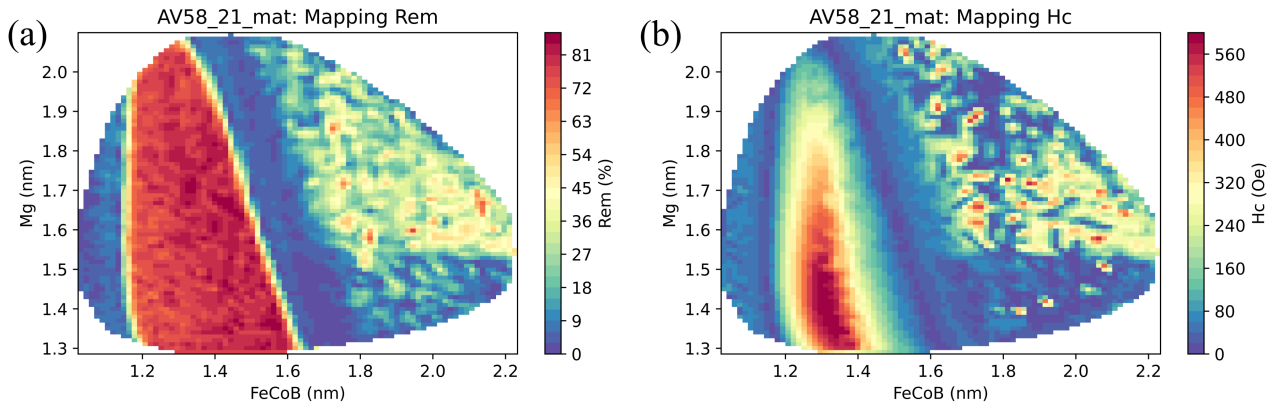 (a)
AV58_21_mat: Mapping Rem
Mg (nm)
2.0
1.9
1.8
1.7
1.6
1.5
1.4
1.3
1.2 1.4 1.6 1.8 2.0 2.2
FeCoB (nm)
81
72
63
54
45
36
27
18
9
0
Rem (%)
(b)
AV58_21_mat: Mapping Hc
Mg (nm)
2.0
1.9
1.8
1.7
1.6
1.5
1.4
1.3
1.2 1.4 1.6 1.8 2.0 2.2
FeCoB (nm)
560
480
400
320
240
160
80
0
Hc (Oe)